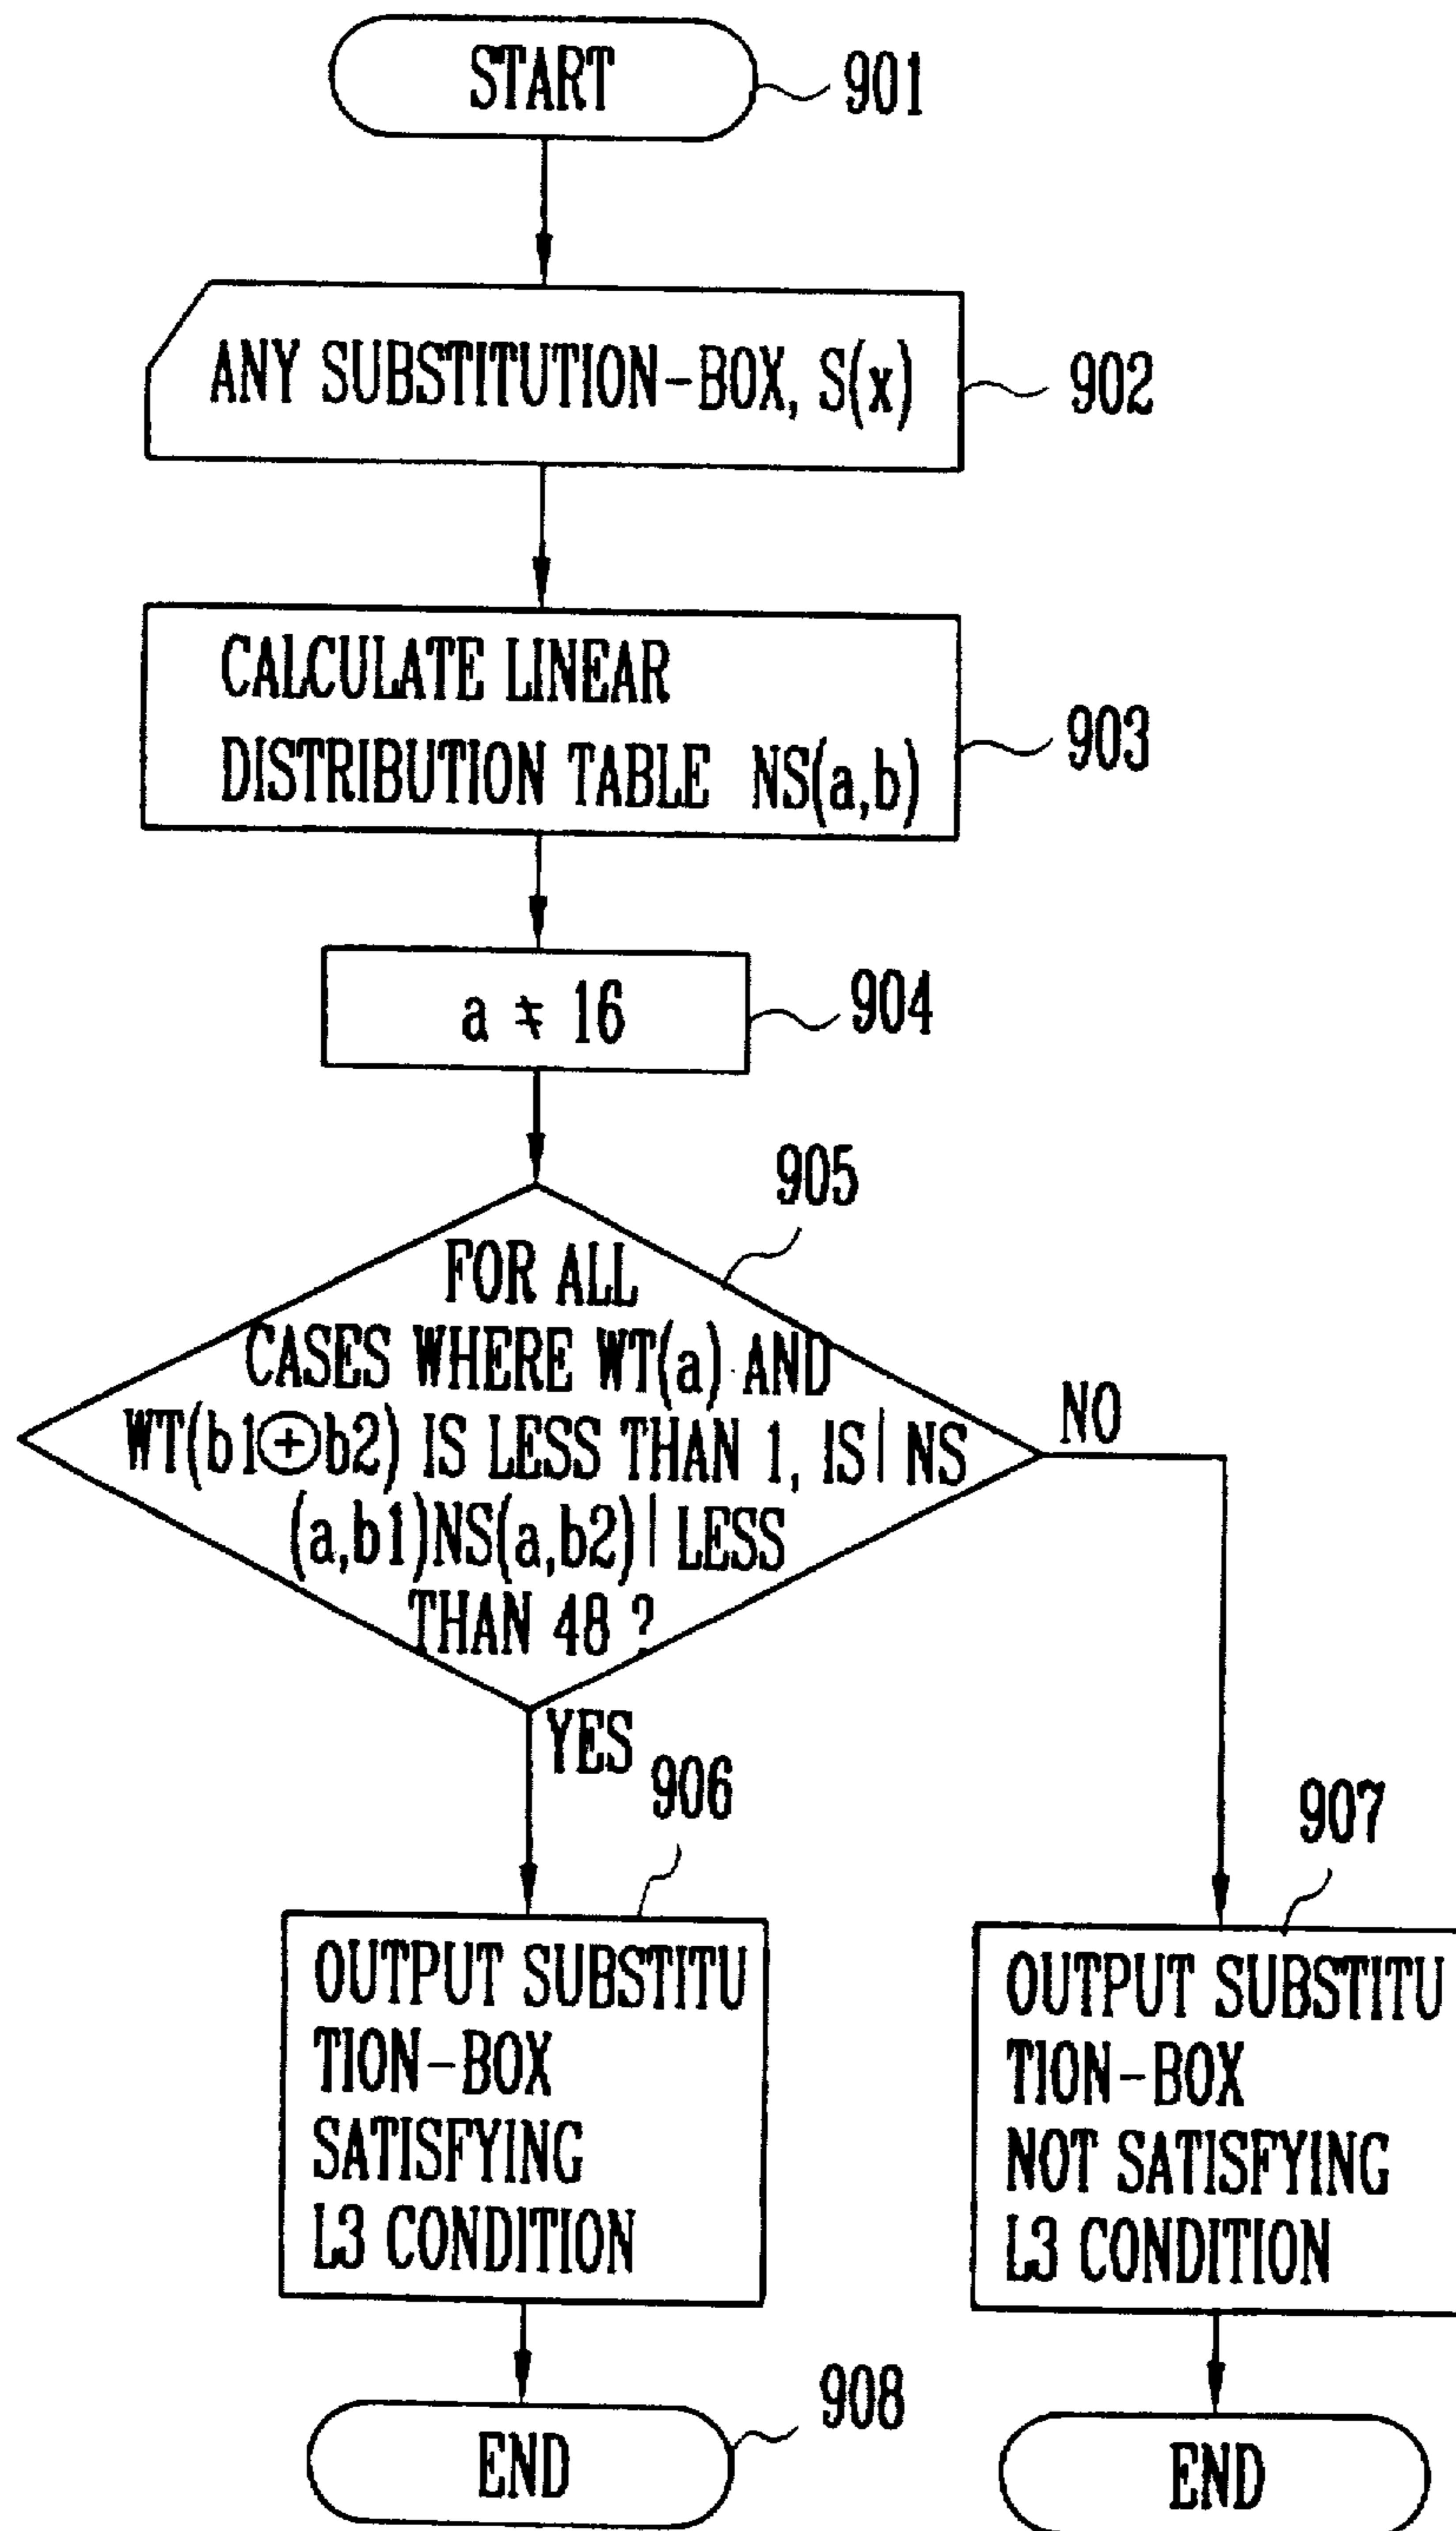 START
901
ANY SUBSTITUTION-BOX, S(x)
902
CALCULATE LINEAR
DISTRIBUTION TABLE NS(a,b)
903
a ≠ 16
904
905
FOR ALL
CASES WHERE WT(a) AND
WT(b1⊕b2) IS LESS THAN 1, IS | NS
(a,b1)NS(a,b2)| LESS
THAN 48 ?
NO
YES
906
907
OUTPUT SUBSTITU
TION-BOX
SATISFYING
L3 CONDITION
OUTPUT SUBSTITU
TION-BOX
NOT SATISFYING
L3 CONDITION
908
END
END